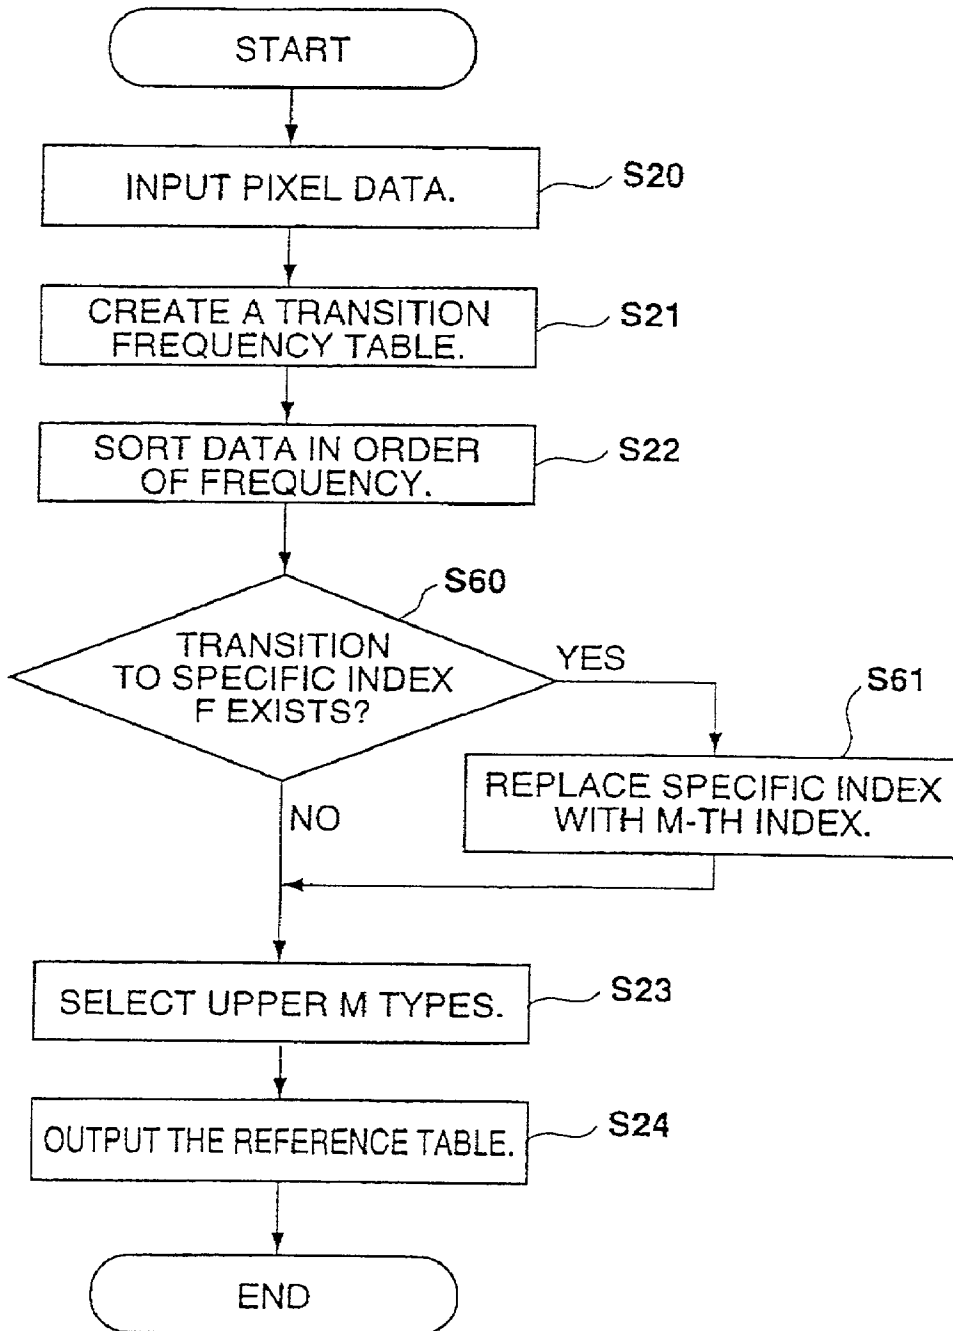 START
INPUT PIXEL DATA.
S20
CREATE A TRANSITION
FREQUENCY TABLE.
S21
SORT DATA IN ORDER
OF FREQUENCY.
S22
S60
TRANSITION
TO SPECIFIC INDEX
F EXISTS?
YES
S61
REPLACE SPECIFIC INDEX
WITH M-TH INDEX.
NO
SELECT UPPER M TYPES.
S23
OUTPUT THE REFERENCE TABLE.
S24
END